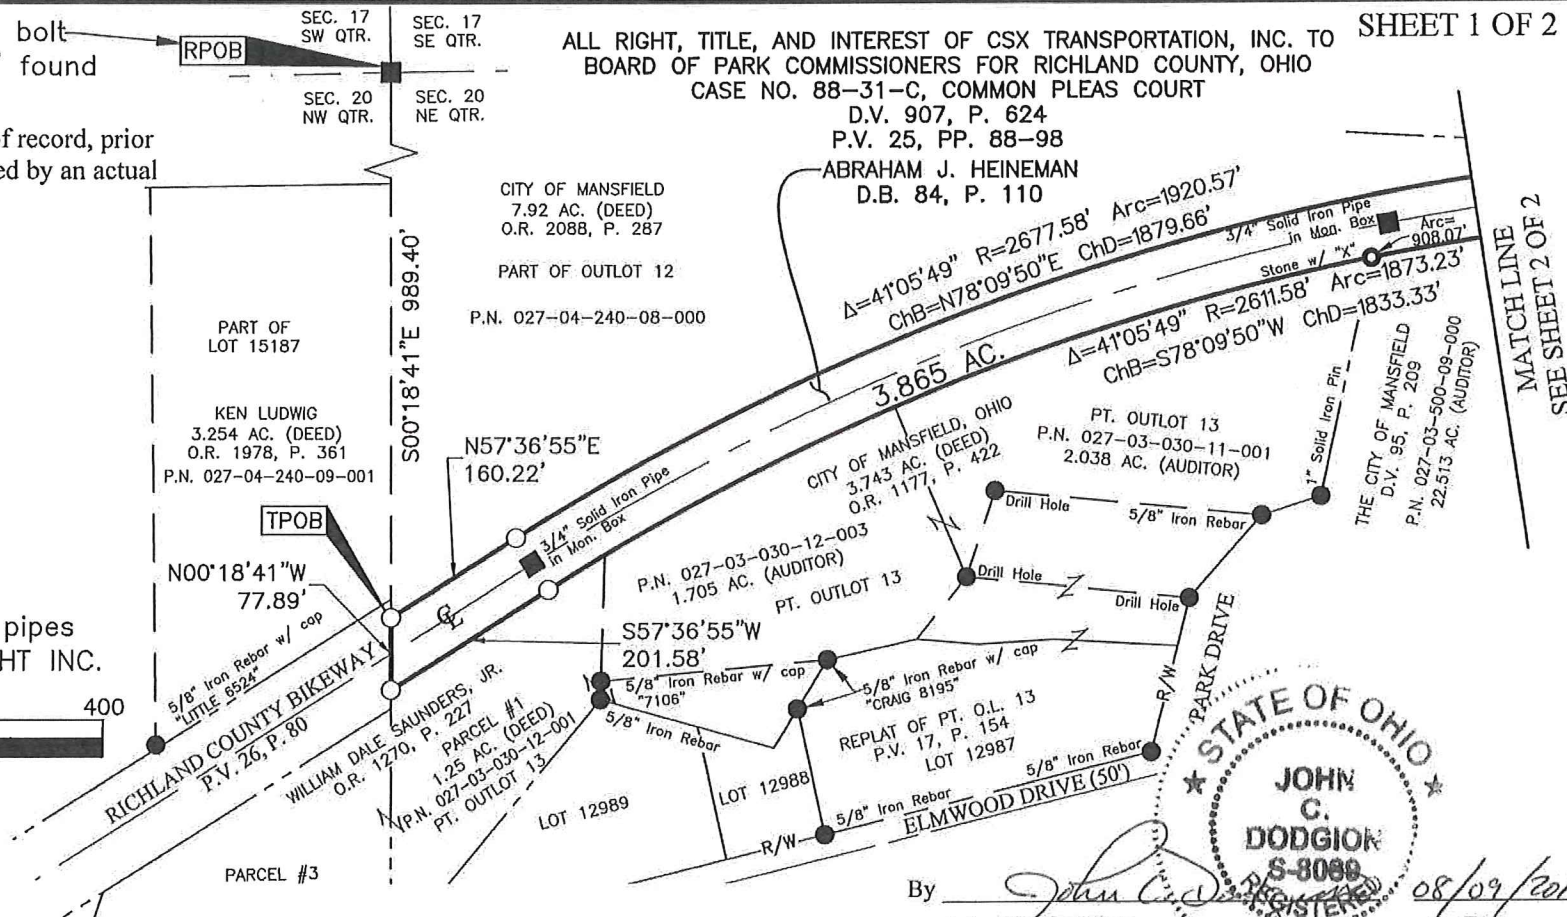 SHEET 1 OF 2
bolt
found
RPOB
SEC. 17
SW QTR.
SEC. 17
SE QTR.
SEC. 20
NW QTR.
SEC. 20
NE QTR.
of record, prior
ed by an actual
ALL RIGHT, TITLE, AND INTEREST OF CSX TRANSPORTATION, INC. TO
BOARD OF PARK COMMISSIONERS FOR RICHLAND COUNTY, OHIO
CASE NO. 88-31-C, COMMON PLEAS COURT
D.V. 907, P. 624
P.V. 25, PP. 88-98
ABRAHAM J. HEINEMAN
D.B. 84, P. 110
CITY OF MANSFIELD
7.92 AC. (DEED)
O.R. 2088, P. 287
PART OF OUTLOT 12
P.N. 027-04-240-08-000
S00°18'41"E 989.40'
PART OF
LOT 15187
KEN LUDWIG
3.254 AC. (DEED)
O.R. 1978, P. 361
P.N. 027-04-240-09-001
Δ=41°05'49" R=2677.58' Arc=1920.57'
ChB=N78°09'50"E ChD=1879.66'
3/4" Solid Iron Pipe
in Mon. Box
Arc=
908.07'
Stone w/ "X"
Δ=41°05'49" R=2611.58' Arc=1873.23'
ChB=S78°09'50"W ChD=1833.33'
MATCH LINE
SEE SHEET 2 OF 2
3.865 AC.
N57°36'55"E
160.22'
3/4" Solid Iron Pipe
in Mon. Box
TPOB
N00°18'41"W
77.89'
CL
S57°36'55"W
201.58'
CITY OF MANSFIELD, OHIO
3.743 AC. (DEED)
O.R. 1177, P. 422
P.N. 027-03-030-12-003
1.705 AC. (AUDITOR)
PT. OUTLOT 13
PT. OUTLOT 13
P.N. 027-03-030-11-001
2.038 AC. (AUDITOR)
1" Solid Iron Pin
THE CITY OF MANSFIELD
D.V. 95, P. 209
P.N. 027-03-500-09-000
22.513 AC. (AUDITOR)
Drill Hole
5/8" Iron Rebar
Drill Hole
Drill Hole
Z
Z
Z
Z
pipes
HT INC.
400
5/8" Iron Rebar w/ cap
"LITTLE 6524"
RICHLAND COUNTY BIKEWAY
P.V. 26, P. 80
WILLIAM DALE SAUNDERS, JR.
O.R. 1270, P. 227
PARCEL #1
1.25 AC. (DEED)
P.N. 027-03-030-12-001
PT. OUTLOT 13
PARCEL #3
5/8" Iron Rebar w/ cap
"7106"
5/8" Iron Rebar
5/8" Iron Rebar w/ cap
"CRAIG 8195"
REPLAT OF PT. O.L. 13
P.V. 17, P. 154
LOT 12987
LOT 12988
LOT 12989
5/8" Iron Rebar
5/8" Iron Rebar
ELMWOOD DRIVE (50')
R/W
R/W
PARK DRIVE
STATE OF OHIO
JOHN
C.
DODGION
S-8089
REGISTERED
By John C. 08/09/201